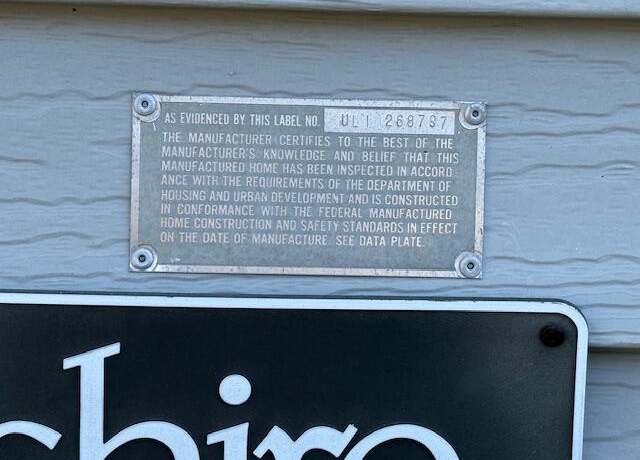 AS EVIDENCED BY THIS LABEL NO. ULI 268797
THE MANUFACTURER CERTIFIES TO THE BEST OF THE
MANUFACTURER'S KNOWLEDGE AND BELIEF THAT THIS
MANUFACTURED HOME HAS BEEN INSPECTED IN ACCORD
ANCE WITH THE REQUIREMENTS OF THE DEPARTMENT OF
HOUSING AND URBAN DEVELOPMENT AND IS CONSTRUCTED
IN CONFORMANCE WITH THE FEDERAL MANUFACTURED
HOME CONSTRUCTION AND SAFETY STANDARDS IN EFFECT
ON THE DATE OF MANUFACTURE. SEE DATA PLATE.